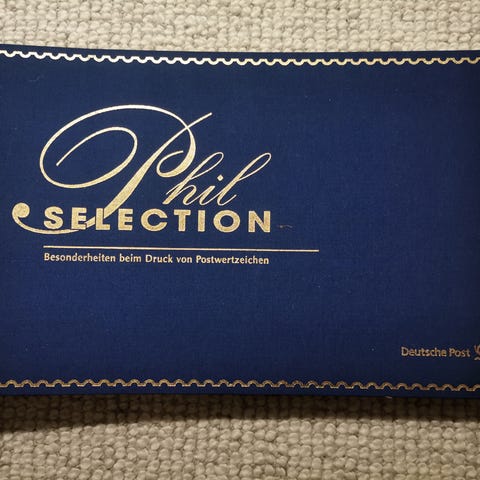 Phil
SELECTION
Besonderheiten beim Druck von Postwertzeichen
Deutsche Post